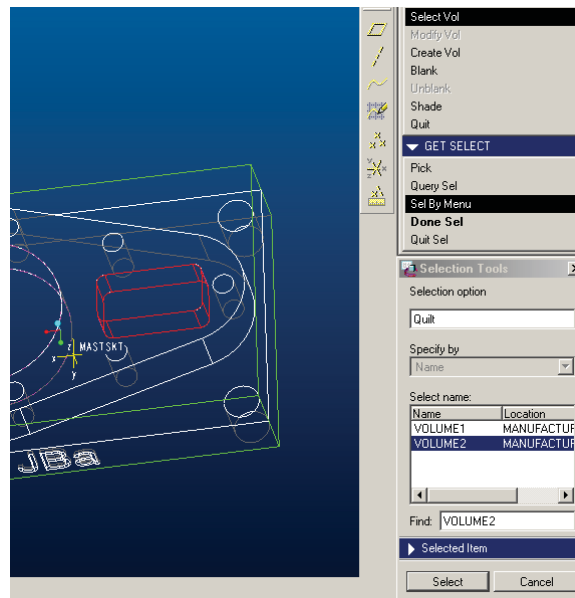 Select Vol
Modify Vol
Create Vol
Blank
Unblank
Shade
Quit
GET SELECT
Pick
Query Sel
Sel By Menu
Done Sel
Quit Sel
Selection Tools
Selection option
Quilt
Specify by
Name
Select name:
Name Location
VOLUME1 MANUFACTUR
VOLUME2 MANUFACTUR
Find: VOLUME2
Selected Item
Select Cancel
z MASTSKT
x
y
JBa